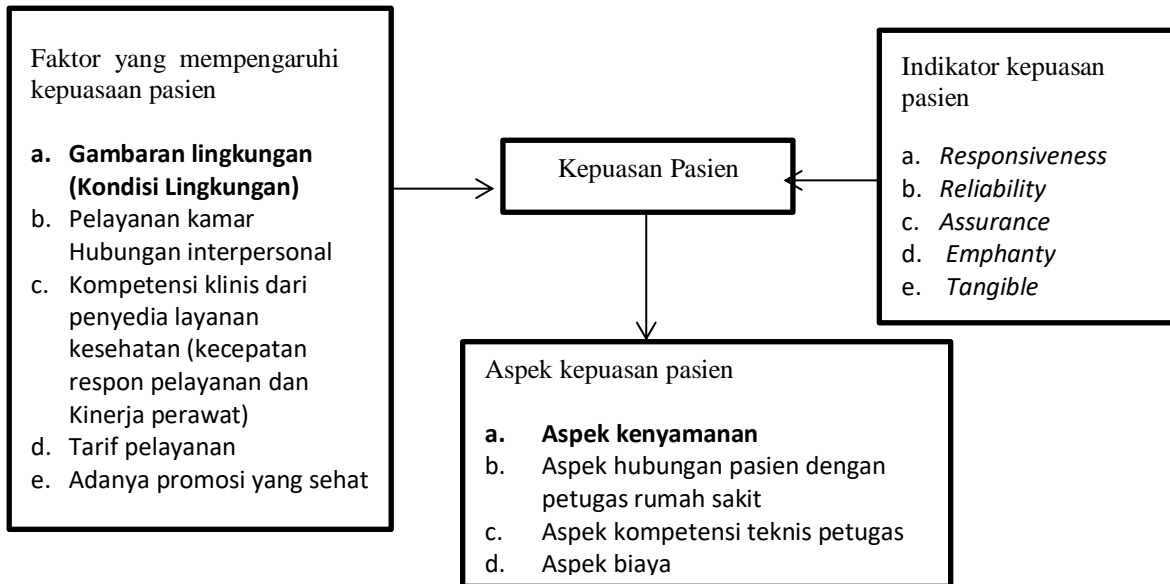 Faktor yang mempengaruhi
kepuasaan pasien
a. Gambaran lingkungan
(Kondisi Lingkungan)
b. Pelayanan kamar
Hubungan interpersonal
c. Kompetensi klinis dari
penyedia layanan
kesehatan (kecepatan
respon pelayanan dan
Kinerja perawat)
d. Tarif pelayanan
e. Adanya promosi yang sehat
Kepuasan Pasien
Indikator kepuasan
pasien
a. Responsiveness
b. Reliability
c. Assurance
d. Emphanty
e. Tangible
Aspek kepuasan pasien
a. Aspek kenyamanan
b. Aspek hubungan pasien dengan
petugas rumah sakit
c. Aspek kompetensi teknis petugas
d. Aspek biaya